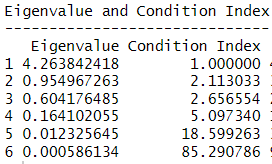 Eigenvalue and Condition Index
------------------------------
Eigenvalue Condition Index
1 4.263842418 1.000000
2 0.954967263 2.113033
3 0.604176485 2.656554
4 0.164102055 5.097340
5 0.012325645 18.599263
6 0.000586134 85.290786